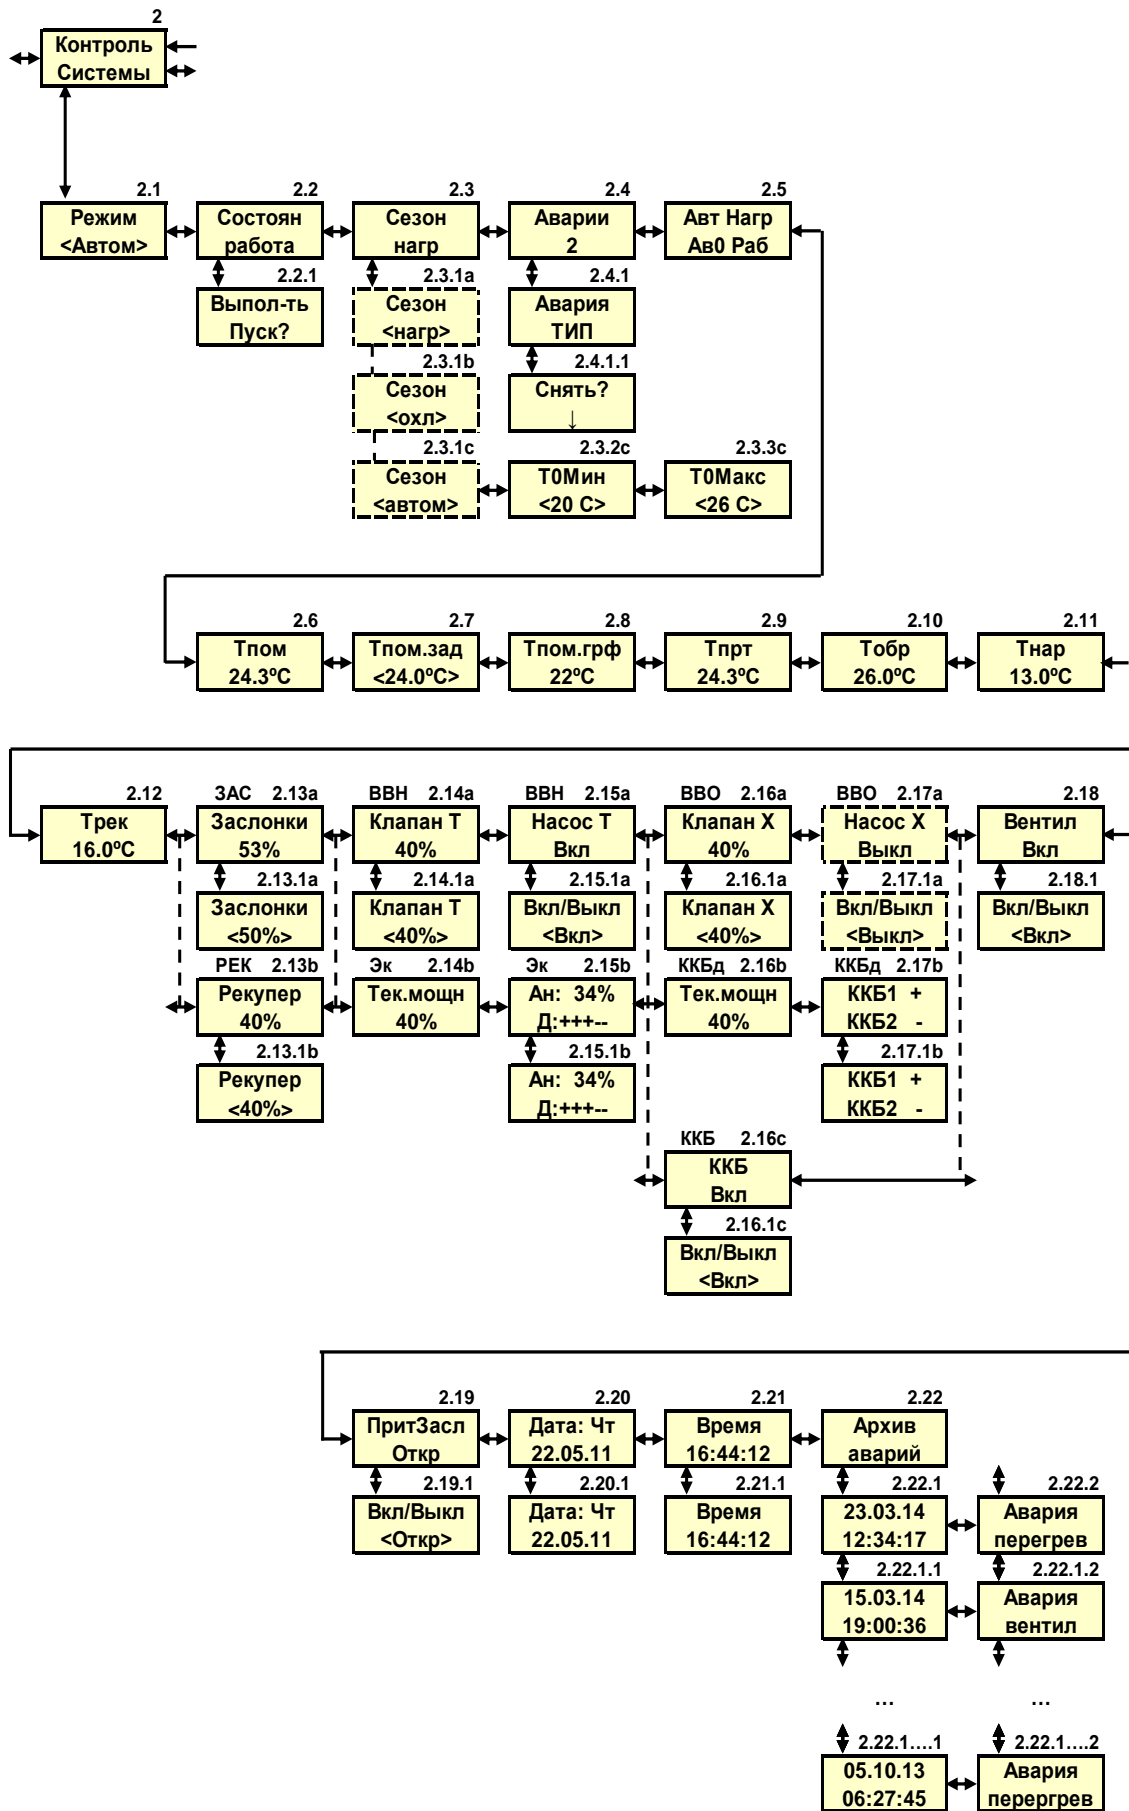 2
Контроль
Системы
2.1 2.2 2.3 2.4 2.5
Режим Состоян Сезон Аварии Авт Нагр
<Автом> работа нагр 2 Ав0 Раб
2.2.1 2.3.1a 2.4.1
Выпол-ть Сезон Авария
Пуск? <нагр> ТИП
2.3.1b 2.4.1.1
Сезон Снять?
<охл> ↓
2.3.1c 2.3.2c 2.3.3c
Сезон Т0Мин Т0Макс
<автом> <20 С> <26 С>
2.6 2.7 2.8 2.9 2.10 2.11
Тпом Тпом.зад Тпом.грф Тпрт Тобр Тнар
24.3ºС <24.0ºС> 22ºС 24.3ºС 26.0ºС 13.0ºС
2.12 ЗАС 2.13a ВВН 2.14a ВВН 2.15a ВВО 2.16a ВВО 2.17a 2.18
Трек Заслонки Клапан Т Насос Т Клапан Х Насос Х Вентил
16.0ºС 53% 40% Вкл 40% Выкл Вкл
2.13.1a 2.14.1a 2.15.1a 2.16.1a 2.17.1a 2.18.1
Заслонки Клапан Т Вкл/Выкл Клапан Х Вкл/Выкл Вкл/Выкл
<50%> <40%> <Вкл> <40%> <Выкл> <Вкл>
РЕК 2.13b Эк 2.14b Эк 2.15b ККБд 2.16b ККБд 2.17b
Рекупер Тек.мощн Ан: 34% Тек.мощн ККБ1 +
40% 40% Д:+++-- 40% ККБ2 -
2.13.1b 2.15.1b 2.17.1b
Рекупер Ан: 34% ККБ1 +
<40%> Д:+++-- ККБ2 -
ККБ 2.16c
ККБ
Вкл
2.16.1c
Вкл/Выкл
<Вкл>
2.19 2.20 2.21 2.22
ПритЗасл Дата: Чт Время Архив
Откр 22.05.11 16:44:12 аварий
2.19.1 2.20.1 2.21.1 2.22.1 2.22.2
Вкл/Выкл Дата: Чт Время 23.03.14 Авария
<Откр> 22.05.11 16:44:12 12:34:17 перегрев
2.22.1.1 2.22.1.2
15.03.14 Авария
19:00:36 вентил
... ...
2.22.1....1 2.22.1....2
05.10.13 Авария
06:27:45 перергрев